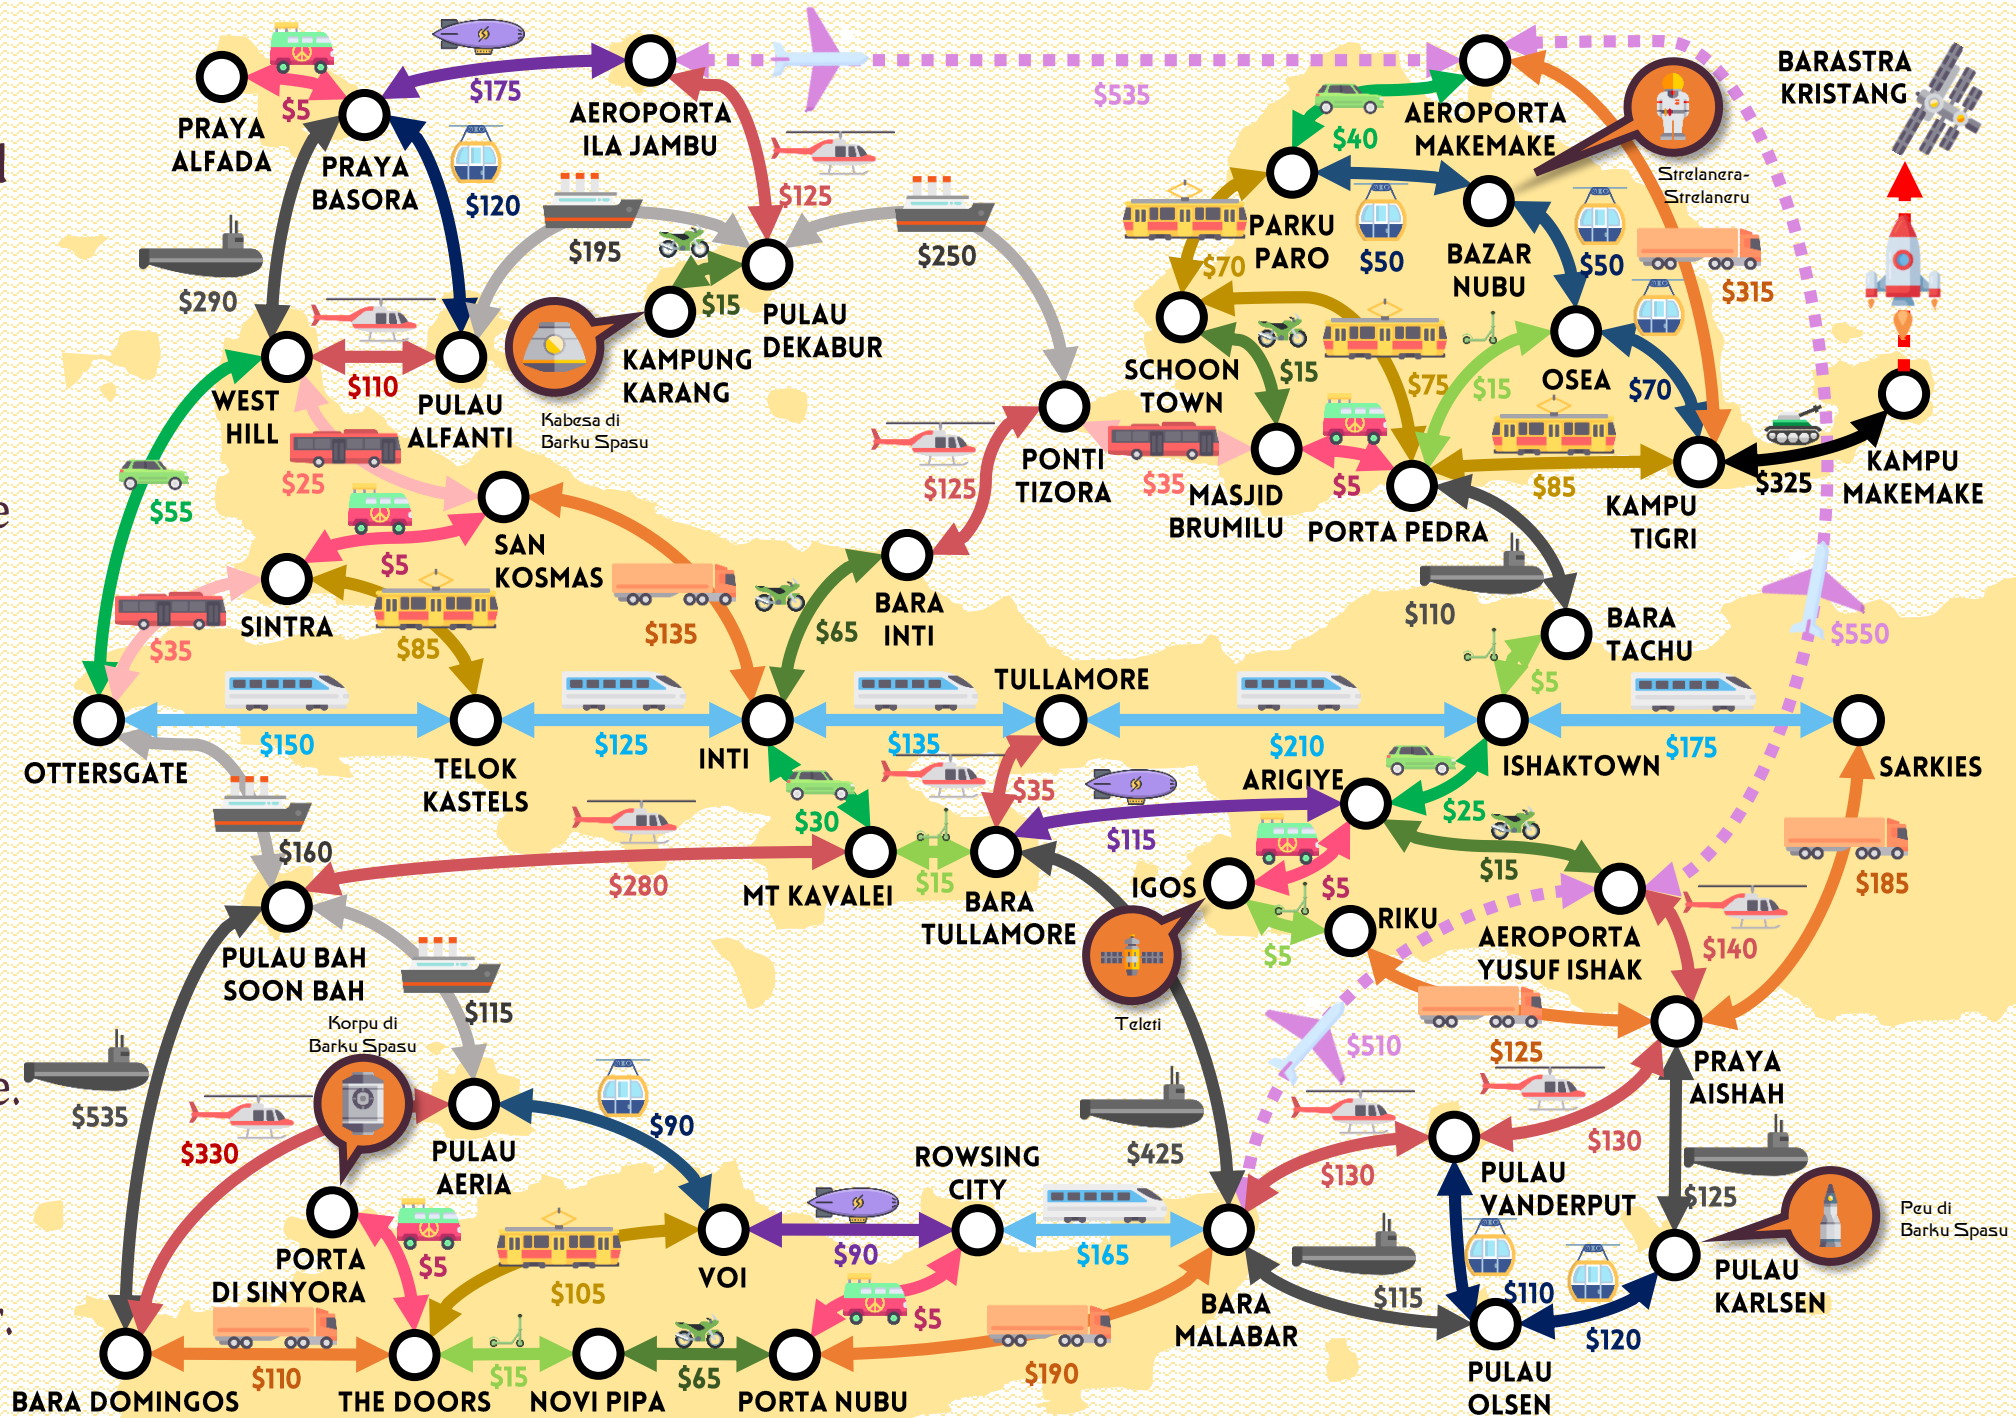 BARASTRA
KRISTANG
$5
$175
$535
AEROPORTA
ILA JAMBU
AEROPORTA
MAKEMAKE
$40
PRAYA
ALFADA
PRAYA
BASORA
$120
$125
$195
$250
Strelanera-
Strelaneru
PARKU
PARO
$50
BAZAR
NUBU
$50
$70
$315
$290
$15
PULAU
DEKABUR
KAMPUNG
KARANG
$110
WEST
HILL
PULAU
ALFANTI
Kabesa di
Barku Spasu
SCHOON
TOWN
$15
$75
$15
OSEA
$70
$25
$125
PONTI
TIZORA
$35
MASJID
BRUMILU
$5
PORTA PEDRA
$85
KAMPU
TIGRI
$325
KAMPU
MAKEMAKE
e
$55
SAN
KOSMAS
$5
SINTRA
$35
$85
$135
$65
BARA
INTI
$110
BARA
TACHU
$5
$550
TULLAMORE
$150
$125
$135
$210
$175
OTTERSGATE
TELOK
KASTELS
INTI
$35
ARIGIYE
ISHAKTOWN
SARKIES
$30
$115
$25
$15
$160
$280
MT KAVALEI
$15
BARA
TULLAMORE
IGOS
$5
RIKU
$5
$185
AEROPORTA
YUSUF ISHAK
$140
PULAU BAH
SOON BAH
$115
Teleti
$510
$125
Korpu di
Barku Spasu
PRAYA
AISHAH
e.
$535
$330
PULAU
AERIA
$90
ROWSING
CITY
$425
$130
$130
PULAU
VANDERPUT
$125
Peu di
Barku Spasu
PORTA
DI SINYORA
$5
$105
VOI
$90
$165
BARA
MALABAR
$115
$110
$120
PULAU
KARLSEN
r.
$110
$15
$65
$5
$190
BARA DOMINGOS
THE DOORS
NOVI PIPA
PORTA NUBU
PULAU
OLSEN